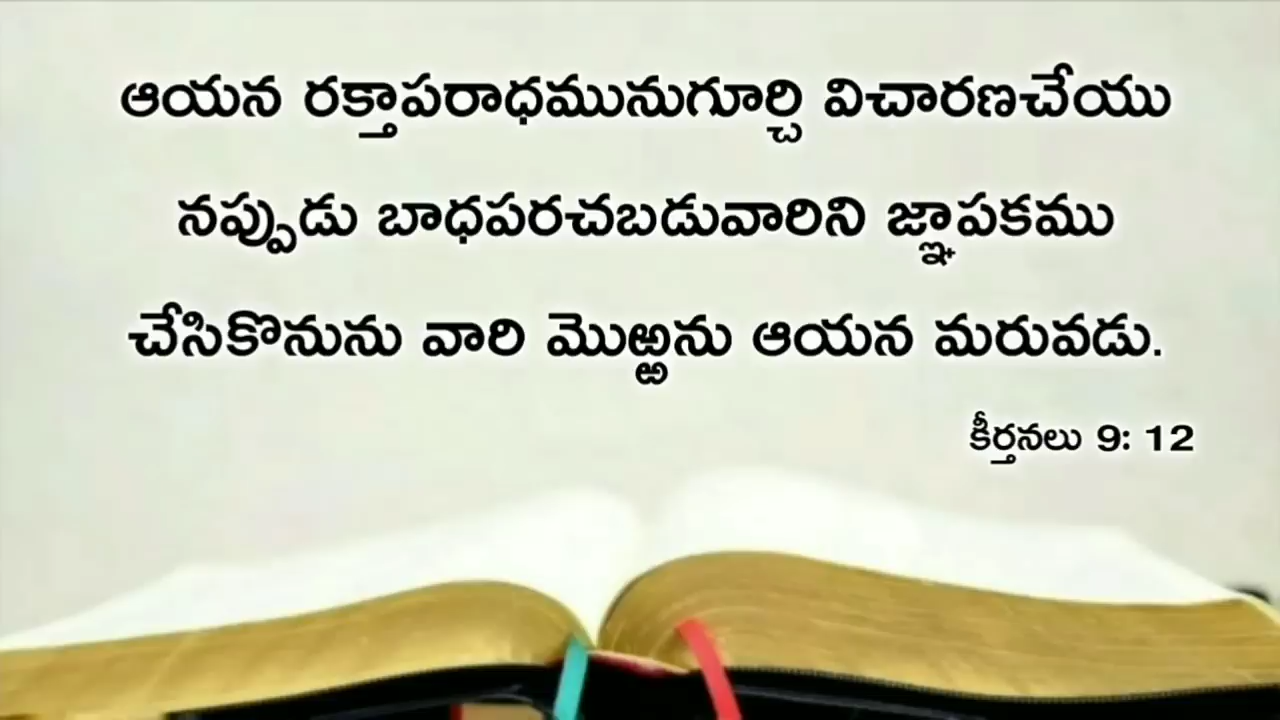 ఆయన రక్తాపరాధమునుగూర్చి విచారణచేయు
నప్పుడు బాధపరచబడువారిని జ్ఞాపకము
చేసికొనును వారి మొఱ్ఱను ఆయన మరువడు.
కీర్తనలు 9: 12